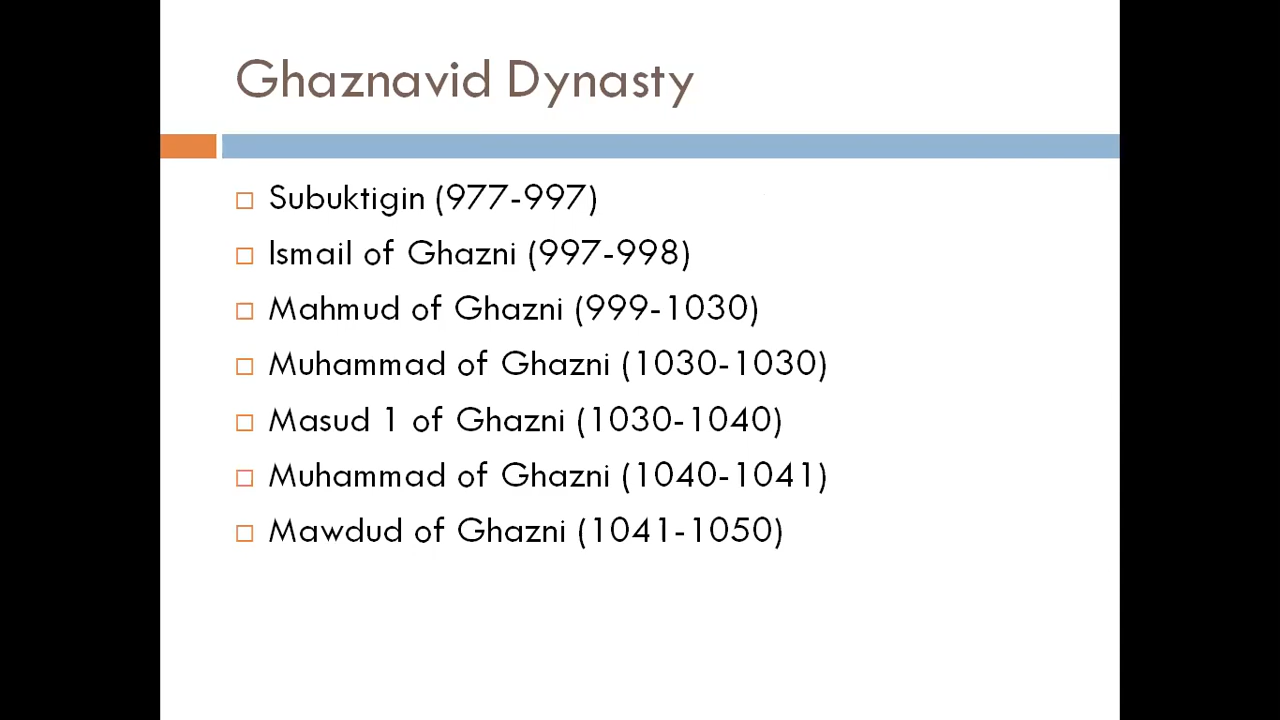 Ghaznavid Dynasty
Subuktigin (977-997)
Ismail of Ghazni (997-998)
Mahmud of Ghazni (999-1030)
Muhammad of Ghazni (1030-1030)
Masud 1 of Ghazni (1030-1040)
Muhammad of Ghazni (1040-1041)
Mawdud of Ghazni (1041-1050)